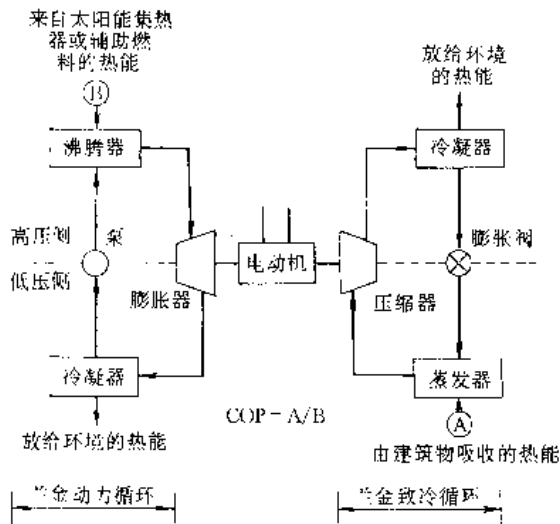 来自太阳能集热
器或辅助燃
料的热能
B
沸腾器
高压侧
泵
低压侧
膨胀器
冷凝器
放给环境的热能
兰金动力循环
电动机
COP=A/B
放给环境
的热能
冷凝器
膨胀阀
压缩器
蒸发器
A
由建筑物吸收的热能
兰金致冷循环